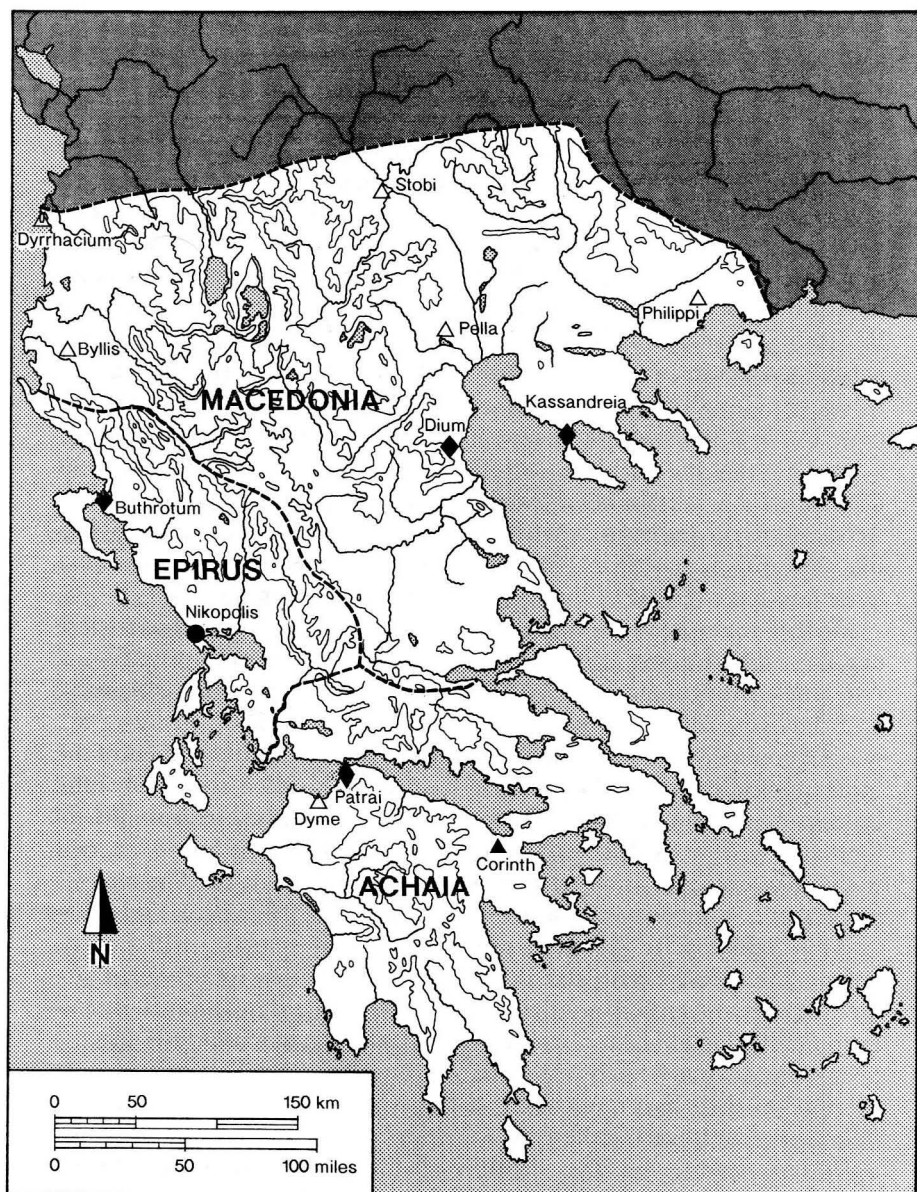 Stobi
Dyrrhacium
Philippi
Pella
Byllis
MACEDONIA
Kassandreia
Dium
Buthrotum
EPIRUS
Nikopolis
Patrai
Dyme
Corinth
ACHAIA
N
0 50 150 km
0 50 100 miles